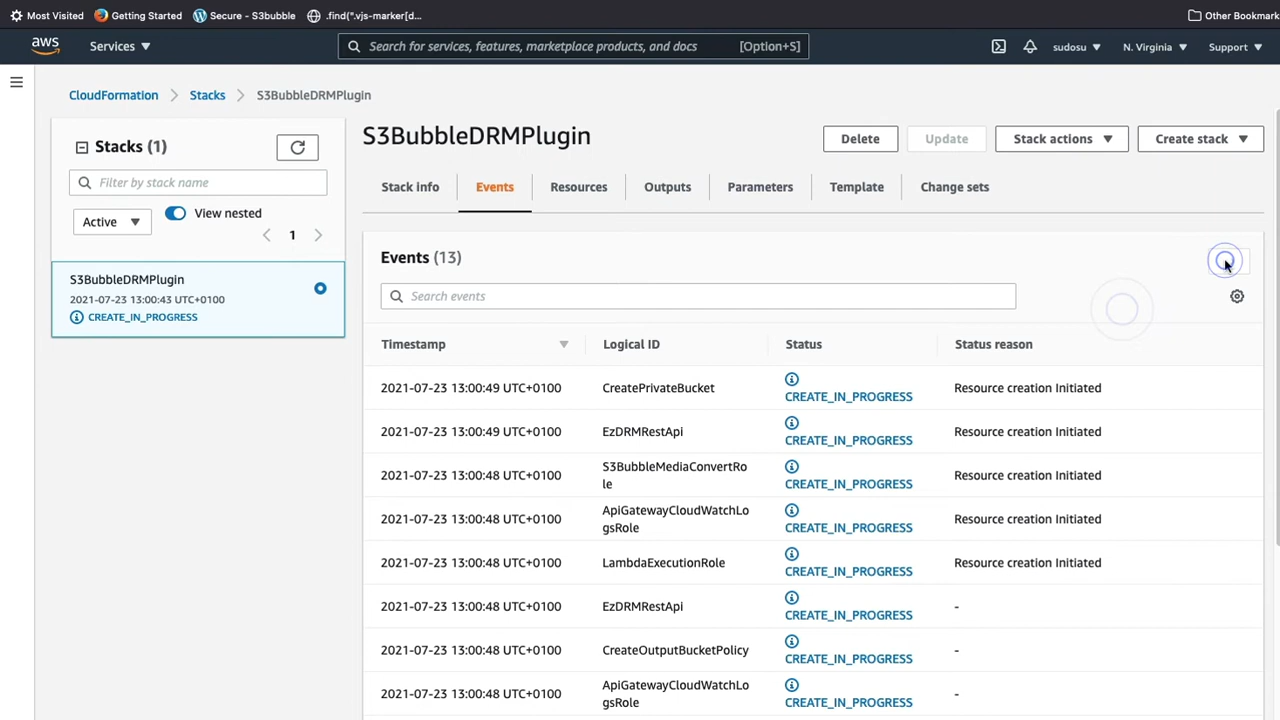 Most Visited Getting Started Secure - S3bubble .find(*.vjs-marker[d... Other Bookmark
aws Services Search for services, features, marketplace products, and docs [Option+S] sudosu N. Virginia Support
CloudFormation Stacks S3BubbleDRMPlugin
Stacks (1)
Filter by stack name
Active View nested
1
S3BubbleDRMPlugin
2021-07-23 13:00:43 UTC+0100
CREATE_IN_PROGRESS
S3BubbleDRMPlugin Delete Update Stack actions Create stack
Stack info Events Resources Outputs Parameters Template Change sets
Events (13)
Search events
Timestamp Logical ID Status Status reason
2021-07-23 13:00:49 UTC+0100 CreatePrivateBucket CREATE_IN_PROGRESS Resource creation Initiated
2021-07-23 13:00:49 UTC+0100 EzDRMRestApi CREATE_IN_PROGRESS Resource creation Initiated
2021-07-23 13:00:48 UTC+0100 S3BubbleMediaConvertRo
le CREATE_IN_PROGRESS Resource creation Initiated
2021-07-23 13:00:48 UTC+0100 ApiGatewayCloudWatchLo
gsRole CREATE_IN_PROGRESS Resource creation Initiated
2021-07-23 13:00:48 UTC+0100 LambdaExecutionRole CREATE_IN_PROGRESS Resource creation Initiated
2021-07-23 13:00:48 UTC+0100 EzDRMRestApi CREATE_IN_PROGRESS -
2021-07-23 13:00:48 UTC+0100 CreateOutputBucketPolicy CREATE_IN_PROGRESS -
2021-07-23 13:00:48 UTC+0100 ApiGatewayCloudWatchLo
gsRole CREATE_IN_PROGRESS -